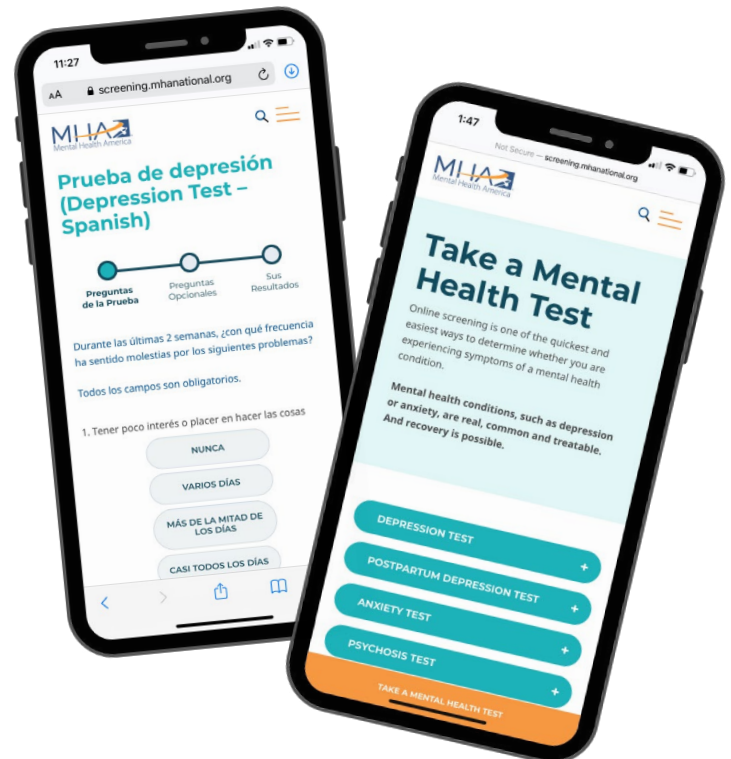 11:27
AA screening.mhanational.org
MHA
Mental Health America
Prueba de depresión
(Depression Test –
Spanish)
Preguntas
de la Prueba
Preguntas
Opcionales
Sus
Resultados
Durante las últimas 2 semanas, ¿con qué frecuencia
ha sentido molestias por los siguientes problemas?
Todos los campos son obligatorios.
1. Tener poco interés o placer en hacer las cosas
NUNCA
VARIOS DÍAS
MÁS DE LA MITAD DE
LOS DÍAS
CASI TODOS LOS DÍAS
1:47
Not Secure — screening.mhanational.org
MHA
Mental Health America
Take a Mental
Health Test
Online screening is one of the quickest and
easiest ways to determine whether you are
experiencing symptoms of a mental health
condition.
Mental health conditions, such as depression
or anxiety, are real, common and treatable.
And recovery is possible.
DEPRESSION TEST +
POSTPARTUM DEPRESSION TEST +
ANXIETY TEST +
PSYCHOSIS TEST +
TAKE A MENTAL HEALTH TEST